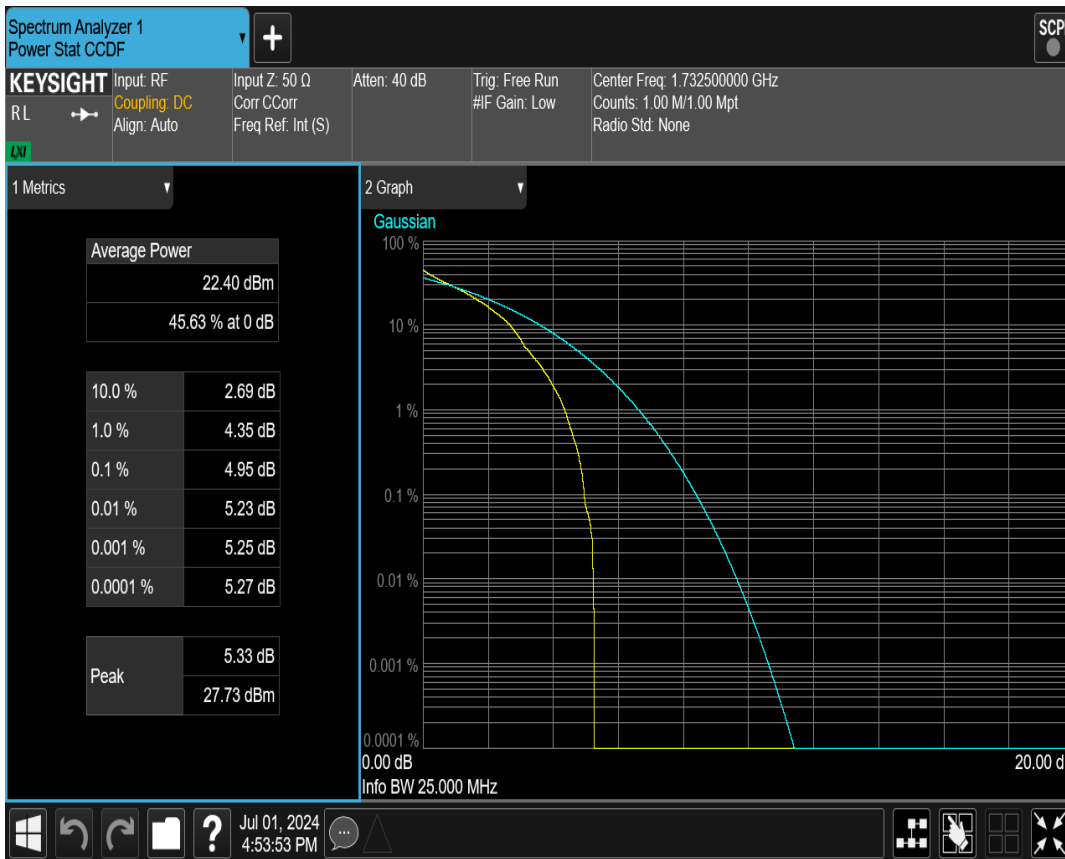 Spectrum Analyzer 1
Power Stat CCDF
+
SCP
KEYSIGHT
RL
LXI
Input: RF
Coupling: DC
Align: Auto
Input Z: 50 Ω
Corr CCorr
Freq Ref: Int (S)
Atten: 40 dB
Trig: Free Run
#IF Gain: Low
Center Freq: 1.732500000 GHz
Counts: 1.00 M/1.00 Mpt
Radio Std: None
1 Metrics
Average Power
22.40 dBm
45.63 % at 0 dB
10.0 % 2.69 dB
1.0 % 4.35 dB
0.1 % 4.95 dB
0.01 % 5.23 dB
0.001 % 5.25 dB
0.0001 % 5.27 dB
Peak
5.33 dB
27.73 dBm
2 Graph
Gaussian
100 %
10 %
1 %
0.1 %
0.01 %
0.001 %
0.0001 %
0.00 dB
20.00 d
Info BW 25.000 MHz
?
Jul 01, 2024
4:53:53 PM